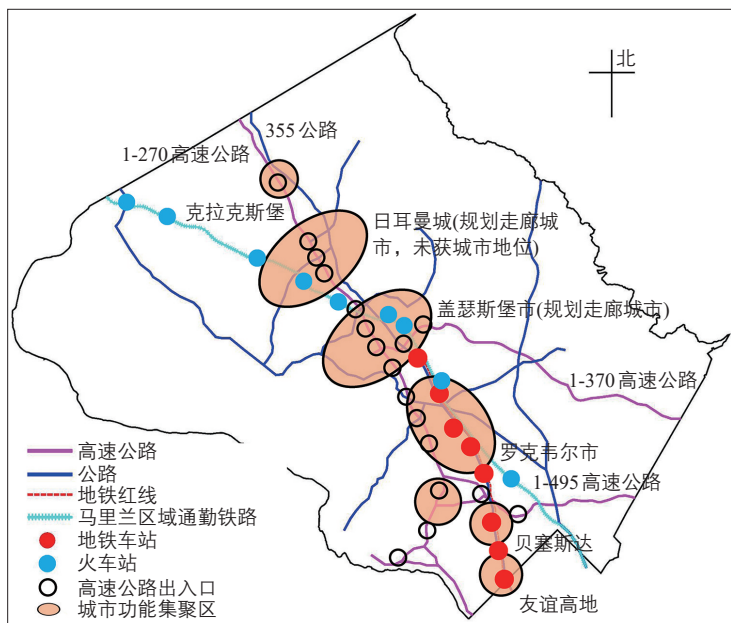 北
355 公路
1-270 高速公路
克拉克斯堡
日耳曼城(规划走廊城
市，未获城市地位)
盖瑟斯堡市(规划走廊城市)
1-370 高速公路
罗克韦尔市
1-495 高速公路
贝塞斯达
友谊高地
高速公路
公路
地铁红线
马里兰区域通勤铁路
地铁车站
火车站
高速公路出入口
城市功能集聚区